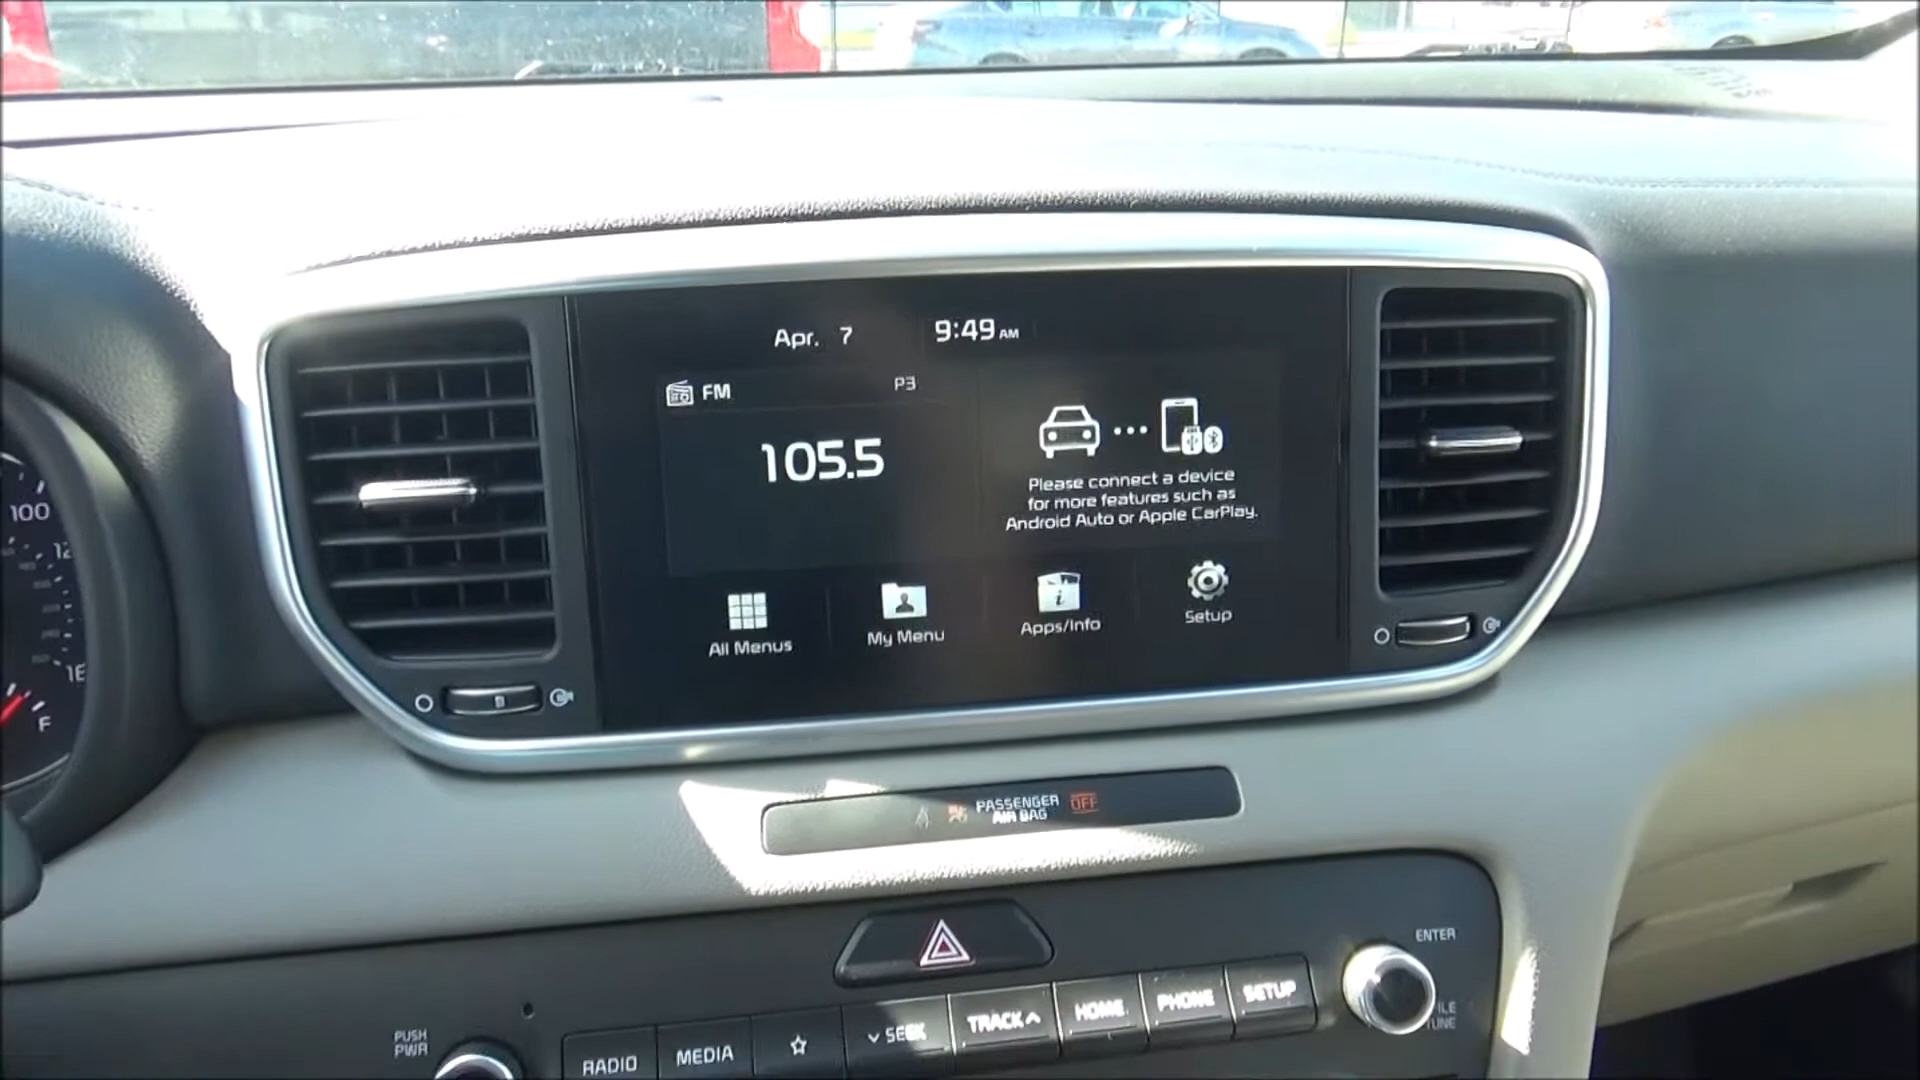 Apr. 7 9:49 AM
FM P3
105.5
Please connect a device
for more features such as
Android Auto or Apple CarPlay.
All Menus My Menu Apps/Info Setup
100
F
PASSENGER OFF
AIR BAG
ENTER
PUSH
PWR
RADIO MEDIA SEEK TRACK HOME PHONE SETUP